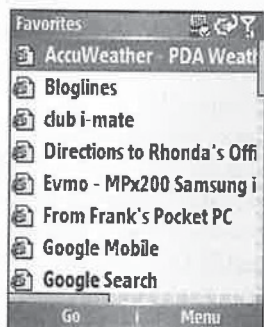 Favorites
AccuWeather - PDA Weath
Bloglines
club i-mate
Directions to Rhonda's Offi
Evmo - MPx200 Samsung i
From Frank's Pocket PC
Google Mobile
Google Search
Go Menu